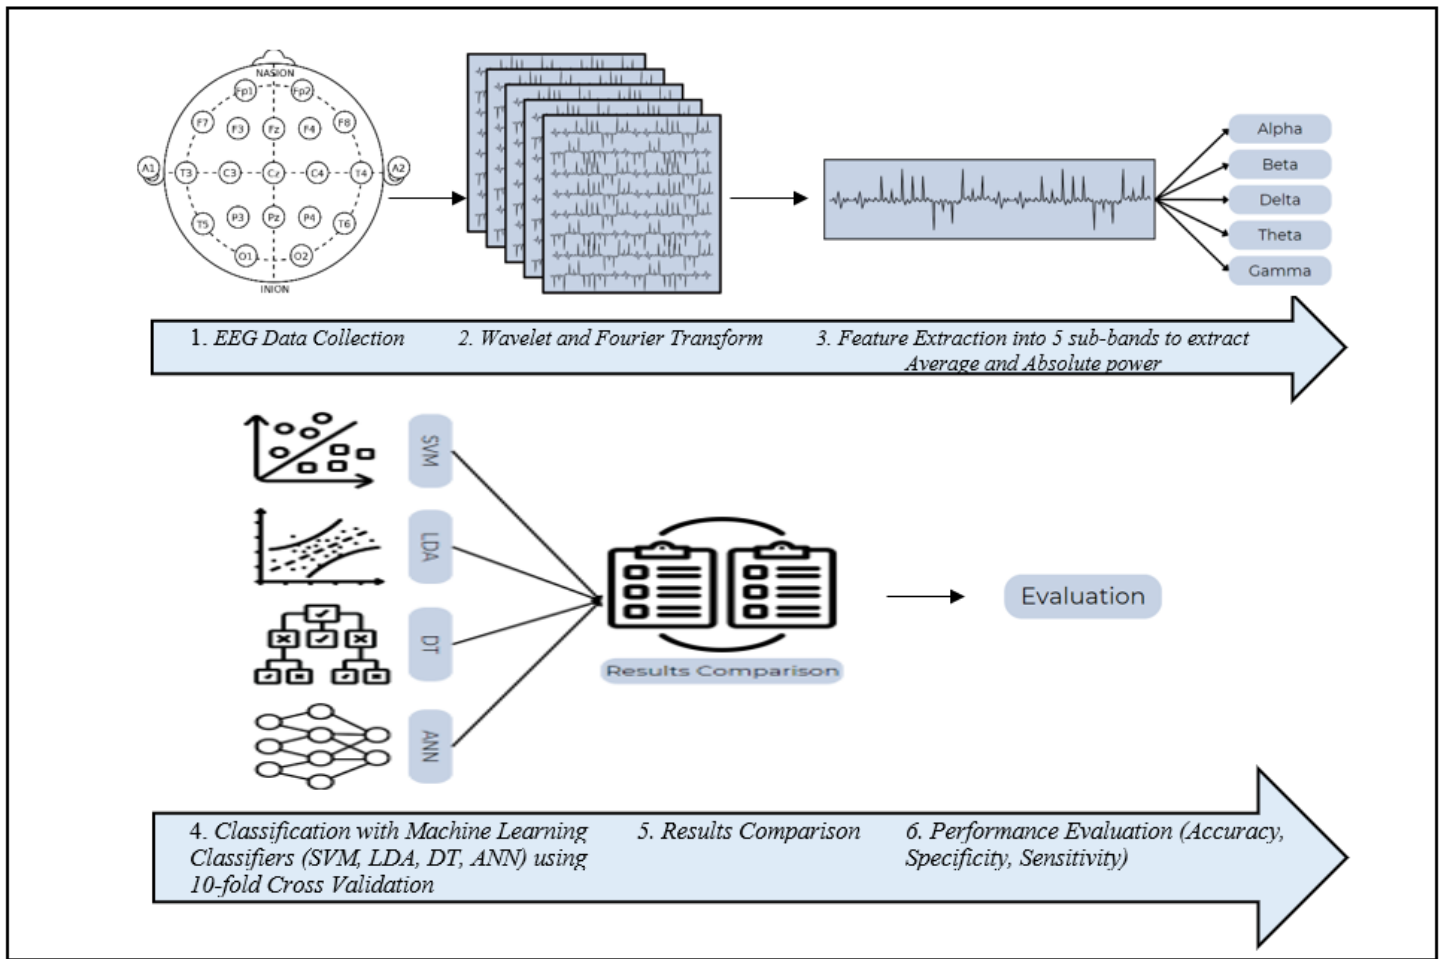 NASION
Fp1
Fp2
F7
F3
Fz
F4
F8
A1
T3
C3
Cz
C4
T4
A2
T5
P3
Pz
P4
T6
O1
O2
INION
Alpha
Beta
Delta
Theta
Gamma
1. EEG Data Collection
2. Wavelet and Fourier Transform
3. Feature Extraction into 5 sub-bands to extract
Average and Absolute power
SVM
LDA
DT
ANN
Results Comparison
Evaluation
4. Classification with Machine Learning
Classifiers (SVM, LDA, DT, ANN) using
10-fold Cross Validation
5. Results Comparison
6. Performance Evaluation (Accuracy,
Specificity, Sensitivity)